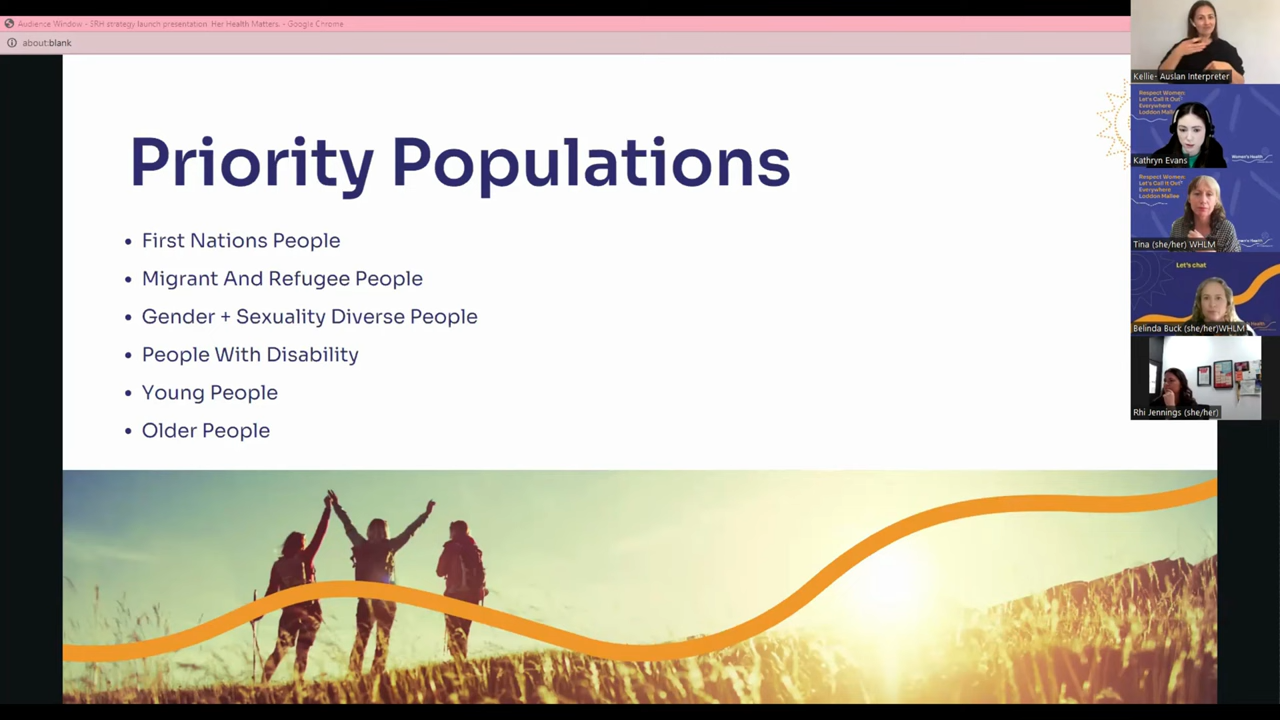 Audience Window - SRH strategy launch presentation Her Health Matters. - Google Chrome
about:blank
Priority Populations
• First Nations People
• Migrant And Refugee People
• Gender + Sexuality Diverse People
• People With Disability
• Young People
• Older People
Kellie- Auslan Interpreter
Respect Women
Let's Call It Out
Everywhere
Loddon Mallee
Women's Health
Kathryn Evans
Respect Women
Let's Call It Out
Everywhere
Loddon Mallee
Tina (she/her) WHLM
Let's chat
Belinda Buck (she/her)WHLM
Rhi Jennings (she/her)